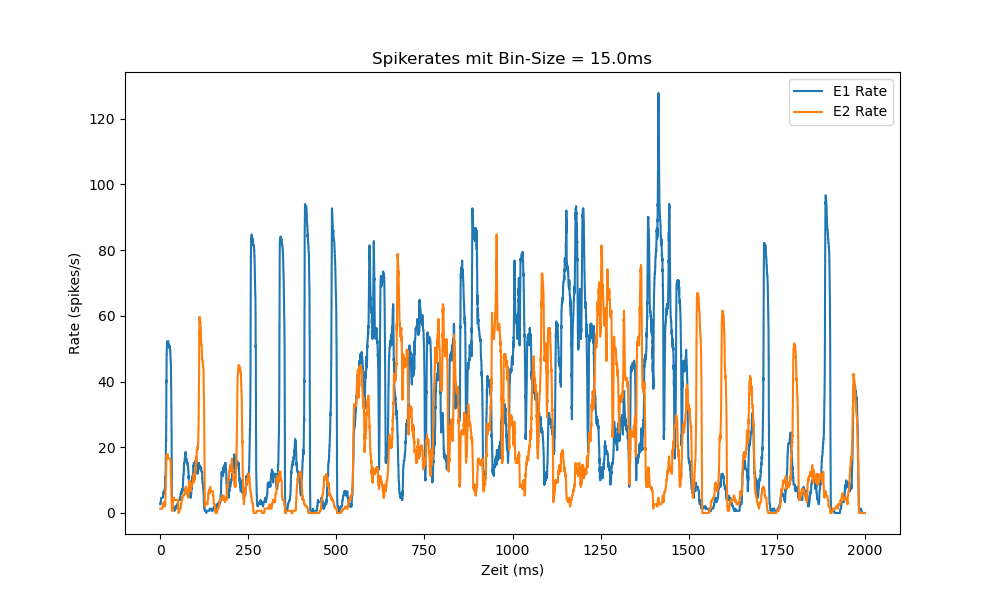 Spikerates mit Bin-Size = 15.0ms
E1 Rate
E2 Rate
Rate (spikes/s)
120
100
80
60
40
20
0
0 250 500 750 1000 1250 1500 1750 2000
Zeit (ms)